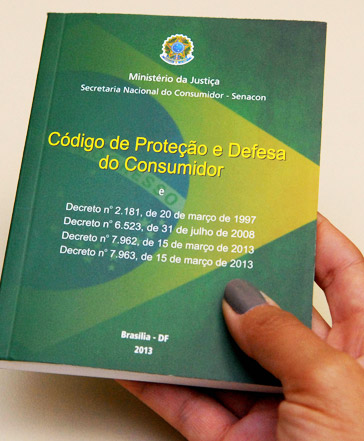 Ministério da Justiça
Secretaria Nacional do Consumidor - Senacon
Código de Proteção e Defesa
do Consumidor
e
Decreto nº 2.181, de 20 de março de 1997
Decreto nº 6.523, de 31 de julho de 2008
Decreto nº 7.962, de 15 de março de 2013
Decreto nº 7.963, de 15 de março de 2013
Brasília - DF
2013